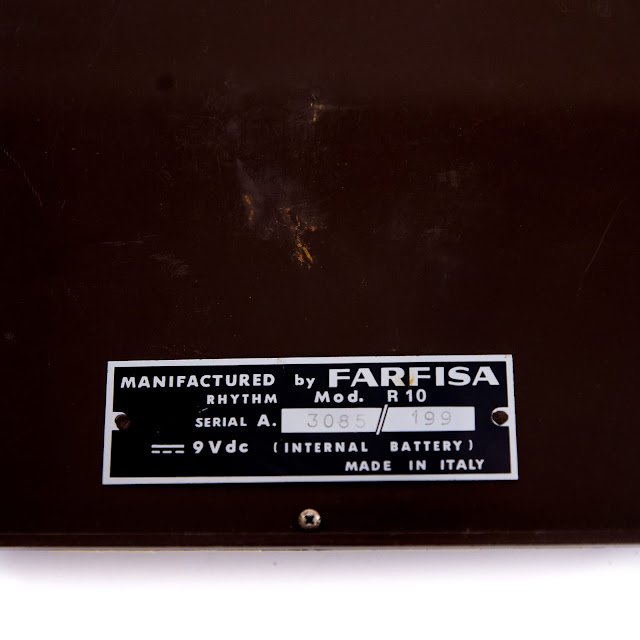 MANIFACTURED by FARFISA
RHYTHM Mod. R 10
SERIAL A. 3085/199
9Vdc (INTERNAL BATTERY)
MADE IN ITALY